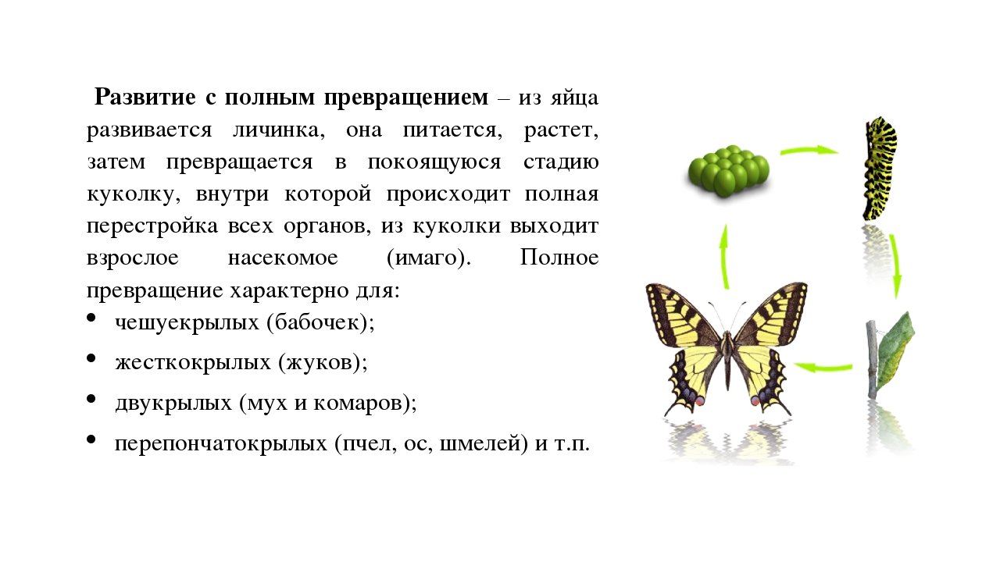 Развитие с полным превращением – из яйца
развивается личинка, она питается, растет,
затем превращается в покоящуюся стадию
куколку, внутри которой происходит полная
перестройка всех органов, из куколки выходит
взрослое насекомое (имаго). Полное
превращение характерно для:
• чешуекрылых (бабочек);
• жесткокрылых (жуков);
• двукрылых (мух и комаров);
• перепончатокрылых (пчел, ос, шмелей) и т.п.